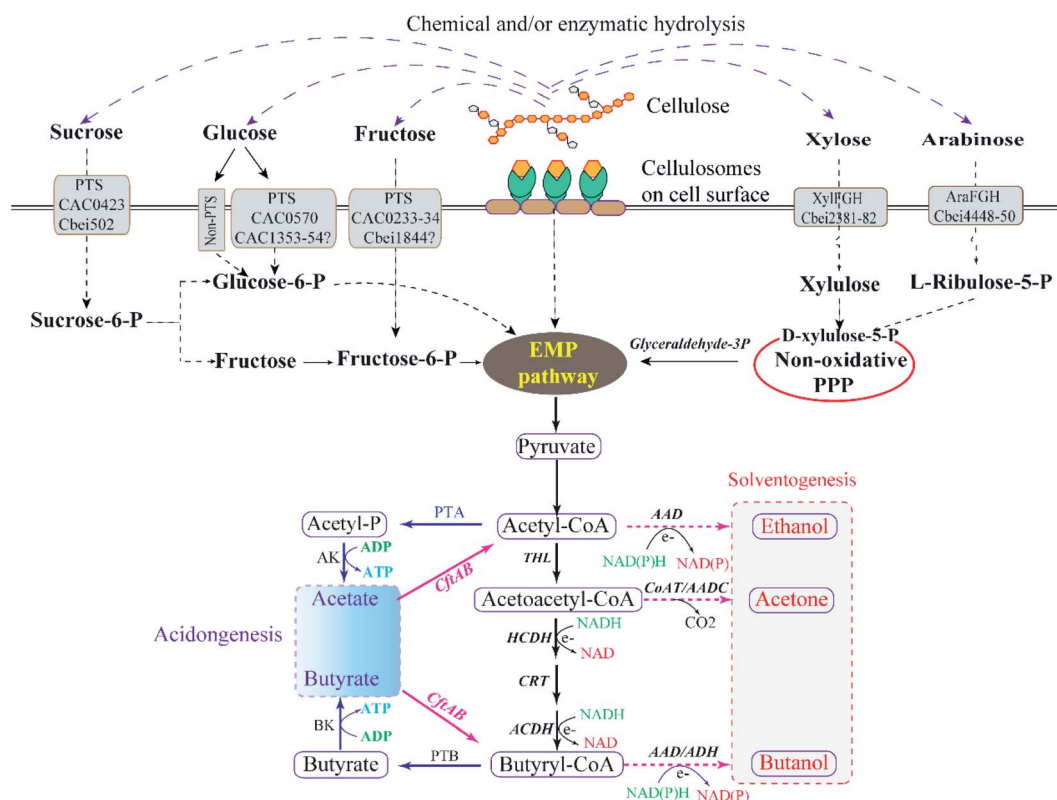 Chemical and/or enzymatic hydrolysis
Sucrose
Glucose
Fructose
Cellulose
Xylose
Arabinose
Cellulosomes
on cell surface
PTS
CAC0423
Cbei502
Non-PTS
PTS
CAC0570
CAC1353-54?
PTS
CAC0233-34
Cbei1844?
XylFGH
Cbei2381-82
AraFGH
Cbei4448-50
Glucose-6-P
Xylulose
L-Ribulose-5-P
Sucrose-6-P
Fructose
Fructose-6-P
EMP
pathway
Glyceraldehyde-3P
D-xylulose-5-P
Non-oxidative
PPP
Pyruvate
Solventogenesis
Acetyl-P
PTA
Acetyl-CoA
AAD
e-
NAD(P)H
NAD(P)
Ethanol
AK
ADP
ATP
CftAB
THL
Acetate
Acetoacetyl-CoA
CoAT/AADC
CO2
Acetone
Acidongenesis
HCDH
NADH
e-
NAD
Butyrate
CftAB
CRT
BK
ATP
ADP
ACDH
NADH
e-
NAD
Butyrate
PTB
Butyryl-CoA
AAD/ADH
e-
NAD(P)H
NAD(P)
Butanol